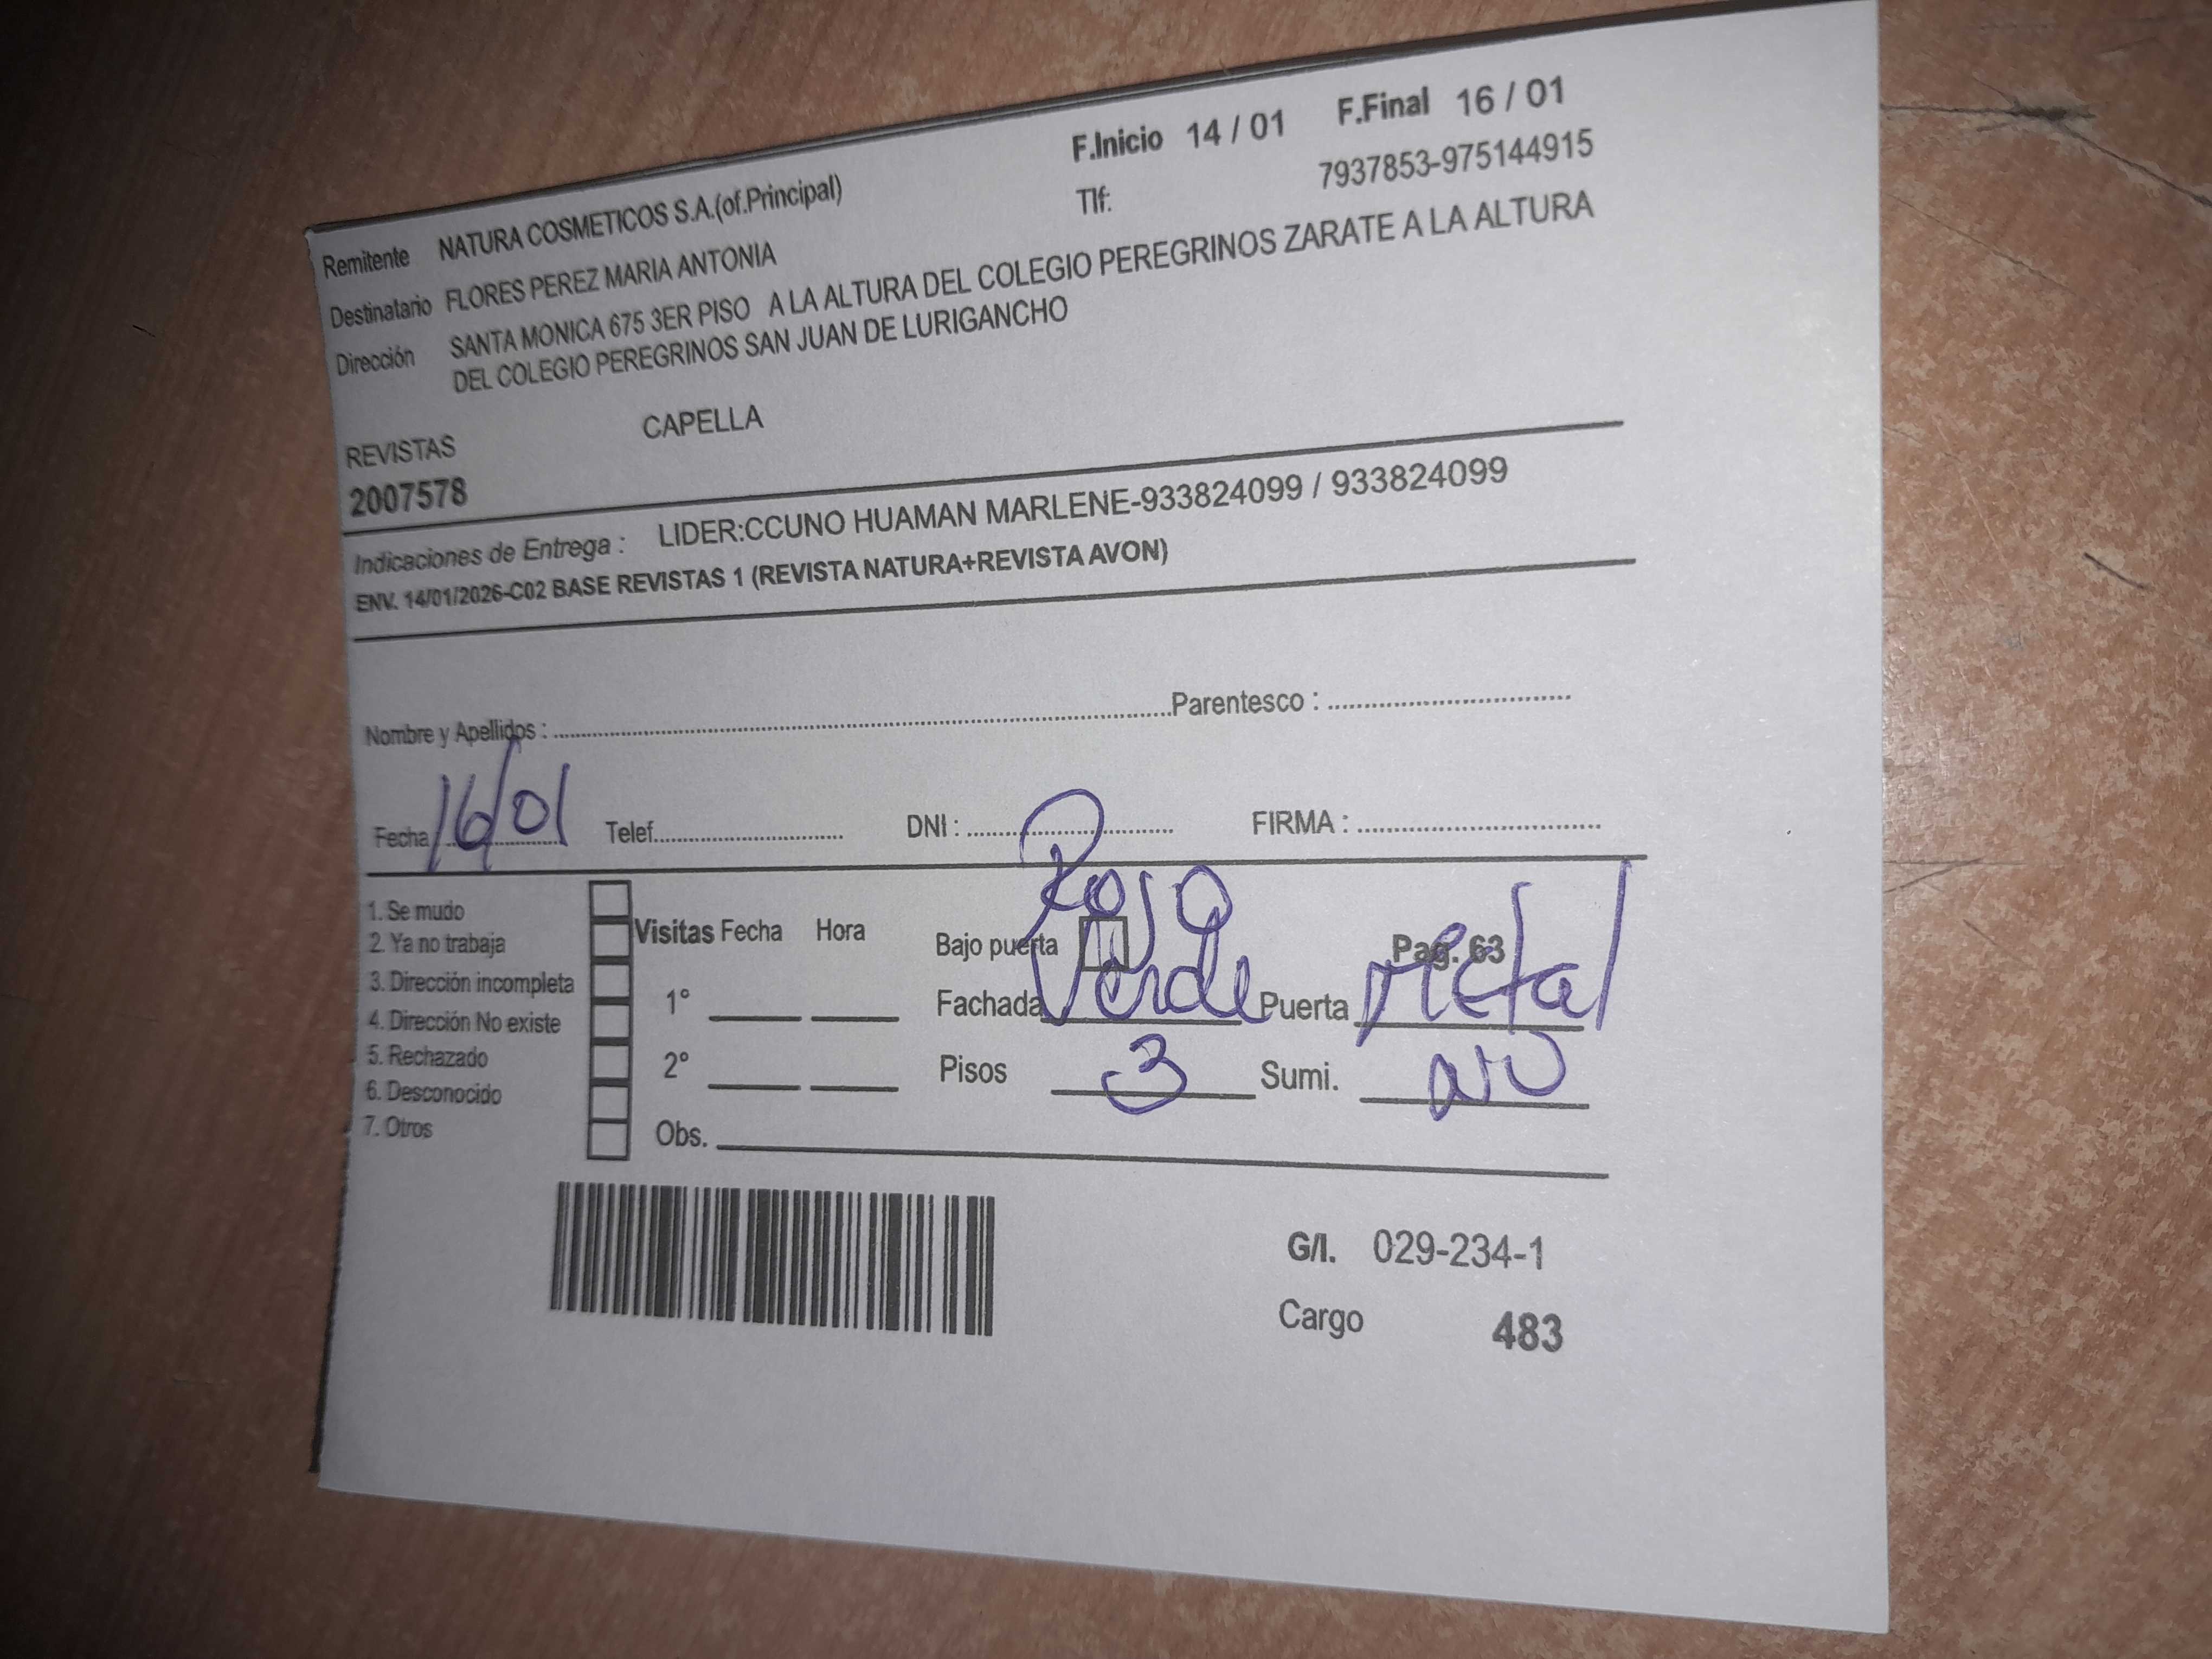 F.Inicio 14 / 01 F.Final 16 / 01
Remitente NATURA COSMETICOS S.A.(of.Principal) Tlf: 7937853-975144915
Destinatario FLORES PEREZ MARIA ANTONIA
Dirección SANTA MONICA 675 3ER PISO A LA ALTURA DEL COLEGIO PEREGRINOS ZARATE A LA ALTURA
DEL COLEGIO PEREGRINOS SAN JUAN DE LURIGANCHO
REVISTAS CAPELLA
2007578
Indicaciones de Entrega : LIDER:CCUNO HUAMAN MARLENE-933824099 / 933824099
ENV. 14/01/2026-C02 BASE REVISTAS 1 (REVISTA NATURA+REVISTA AVON)
Nombre y Apellidos : Parentesco :
Fecha 16/01 Telef. DNI : FIRMA :
1. Se mudo
2. Ya no trabaja
3. Dirección incompleta
4. Dirección No existe
5. Rechazado
6. Desconocido
7. Otros
Visitas Fecha Hora
1°
2°
Obs.
Rojo
Bajo puerta Pag. 63
Fachada Verde Puerta Metal
Pisos 3 Sumi.
G/I. 029-234-1
Cargo 483